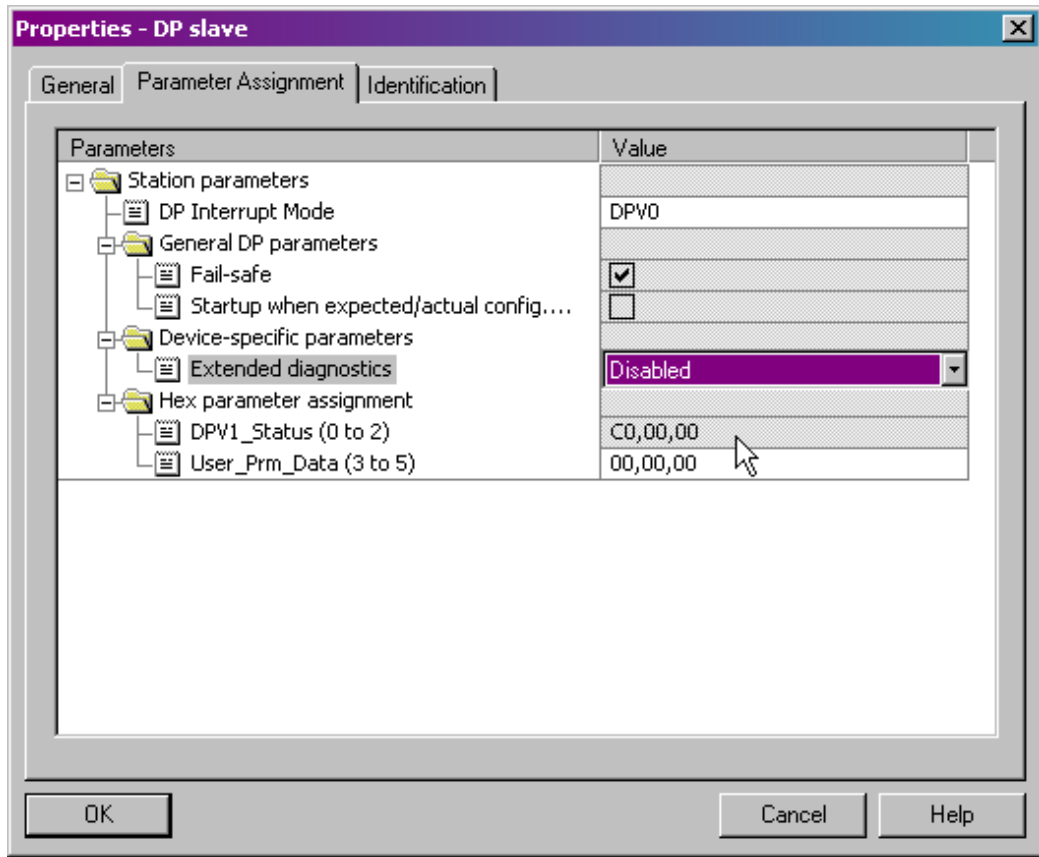 Properties - DP slave
General Parameter Assignment Identification
Parameters Value
Station parameters
DP Interrupt Mode DPV0
General DP parameters
Fail-safe
Startup when expected/actual config....
Device-specific parameters
Extended diagnostics Disabled
Hex parameter assignment
DPV1_Status (0 to 2) C0,00,00
User_Prm_Data (3 to 5) 00,00,00
OK Cancel Help